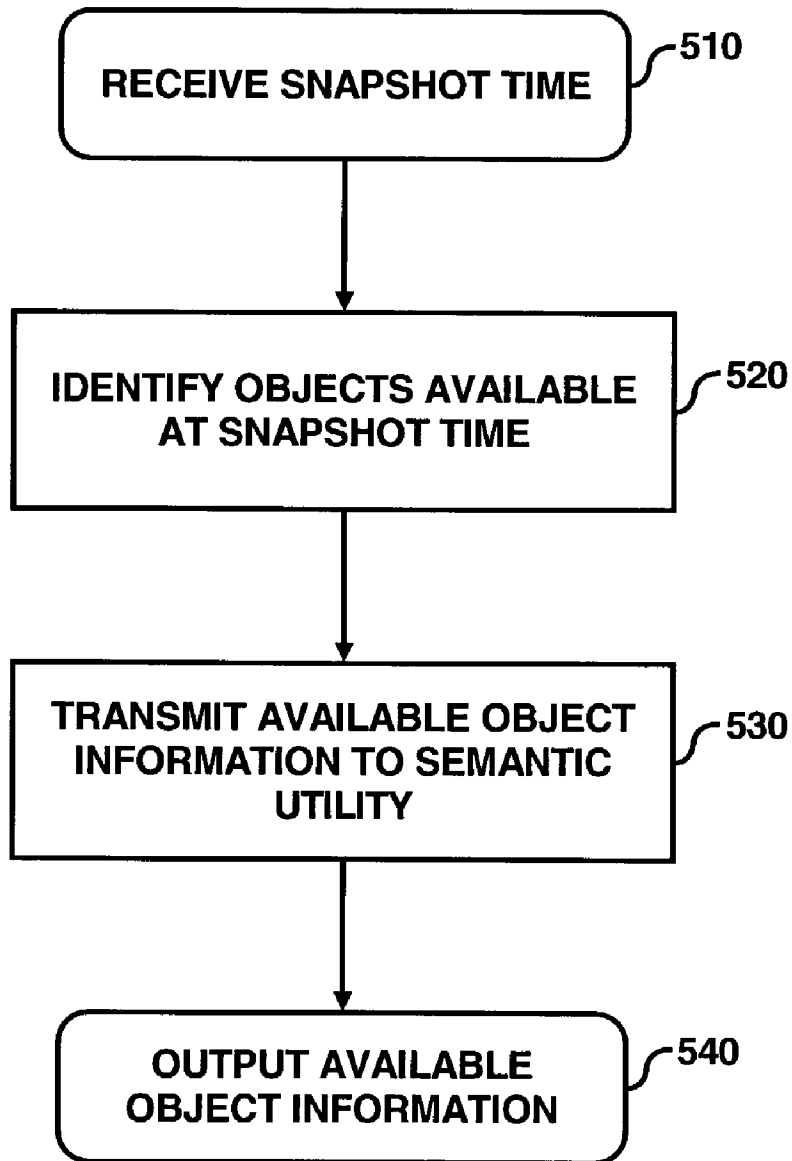 RECEIVE SNAPSHOT TIME
510
IDENTIFY OBJECTS AVAILABLE
AT SNAPSHOT TIME
520
TRANSMIT AVAILABLE OBJECT
INFORMATION TO SEMANTIC
UTILITY
530
OUTPUT AVAILABLE
OBJECT INFORMATION
540